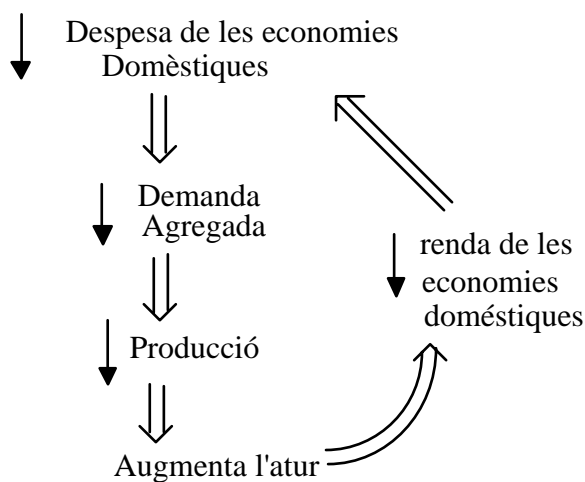 Despesa de les economies
Domèstiques
Demanda
Agregada
Producció
Augmenta l'atur
renda de les
economies
doméstiques